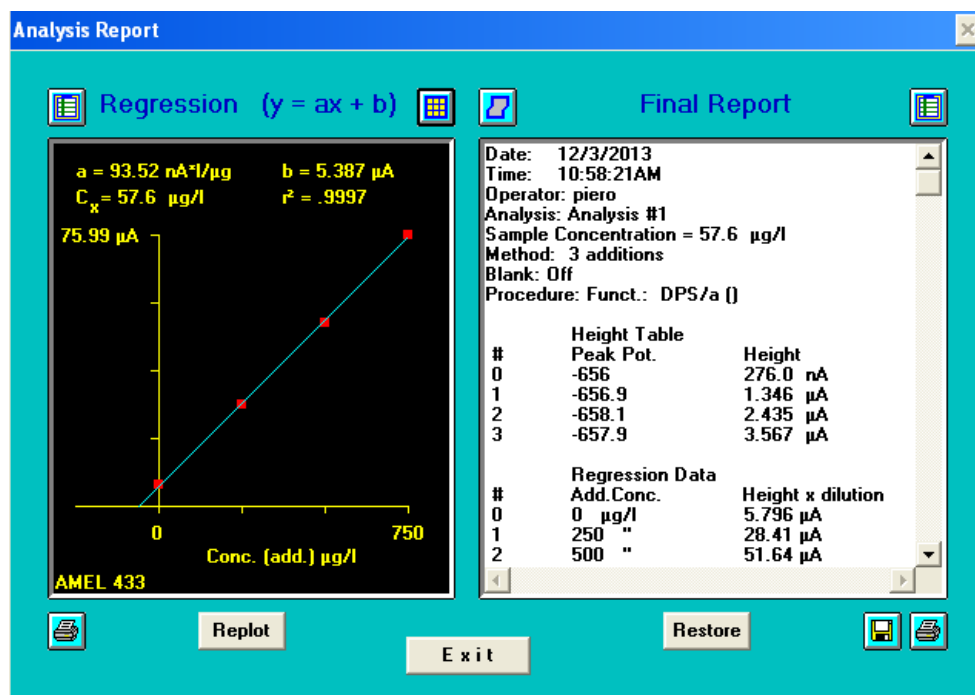 Analysis Report
Regression (y = ax + b)
a = 93.52 nA*l/µg b = 5.387 µA
Cx= 57.6 µg/l r² = .9997
75.99 µA
0 750
Conc. (add.) µg/l
AMEL 433
Replot
Final Report
Date: 12/3/2013
Time: 10:58:21AM
Operator: piero
Analysis: Analysis #1
Sample Concentration = 57.6 µg/l
Method: 3 additions
Blank: Off
Procedure: Funct.: DPS/a ()
Height Table
# Peak Pot. Height
0 -656 276.0 nA
1 -656.9 1.346 µA
2 -658.1 2.435 µA
3 -657.9 3.567 µA
Regression Data
# Add.Conc. Height x dilution
0 0 µg/l 5.796 µA
1 250 " 28.41 µA
2 500 " 51.64 µA
Restore
Exit